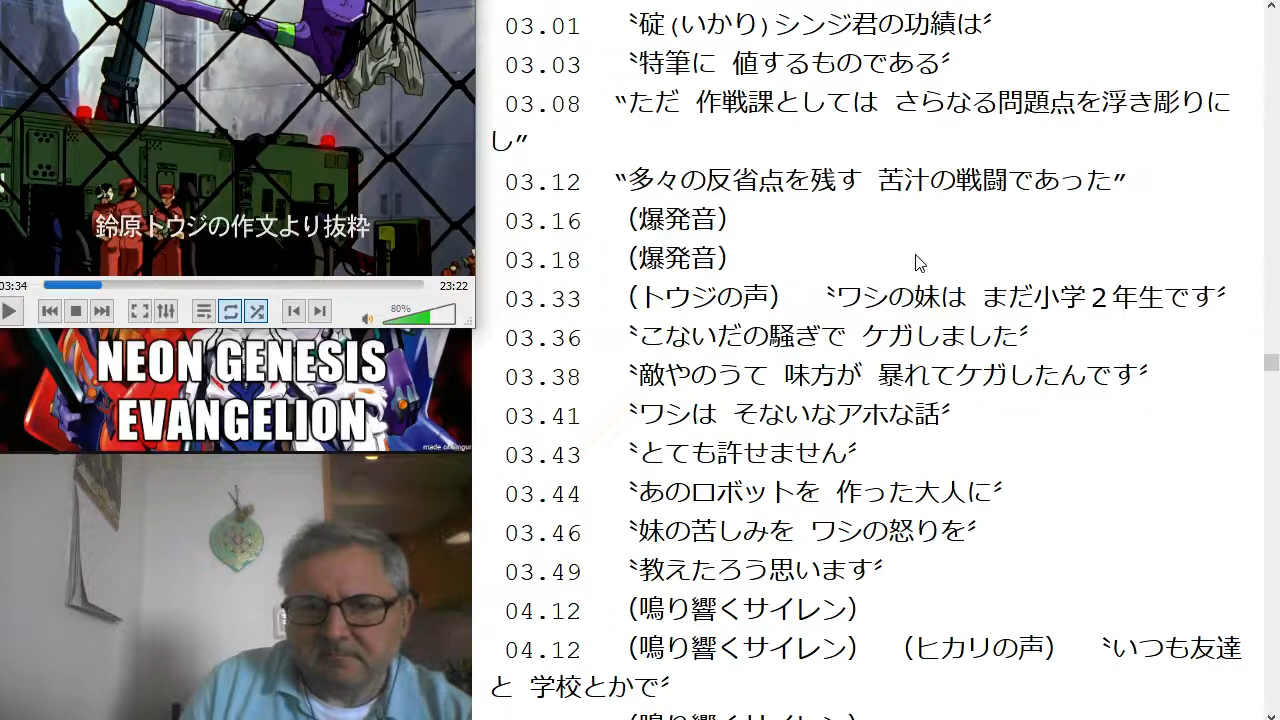 鈴原トウジの作文より抜粋
03:34
23:22
80%
NEON GENESIS
EVANGELION
03.01 〝碇(いかり)シンジ君の功績は〞
03.03 〝特筆に 値するものである〞
03.08 “ただ 作戦課としては さらなる問題点を浮き彫りに
し”
03.12 “多々の反省点を残す 苦汁の戦闘であった”
03.16 (爆発音)
03.18 (爆発音)
03.33 (トウジの声) 〝ワシの妹は まだ小学２年生です〞
03.36 〝こないだの騒ぎで ケガしました〞
03.38 〝敵やのうて 味方が 暴れてケガしたんです〞
03.41 〝ワシは そないなアホな話〞
03.43 〝とても許せません〞
03.44 〝あのロボットを 作った大人に〞
03.46 〝妹の苦しみを ワシの怒りを〞
03.49 〝教えたろう思います〞
04.12 (鳴り響くサイレン)
04.12 (鳴り響くサイレン) (ヒカリの声) 〝いつも友達
と 学校とかで〞